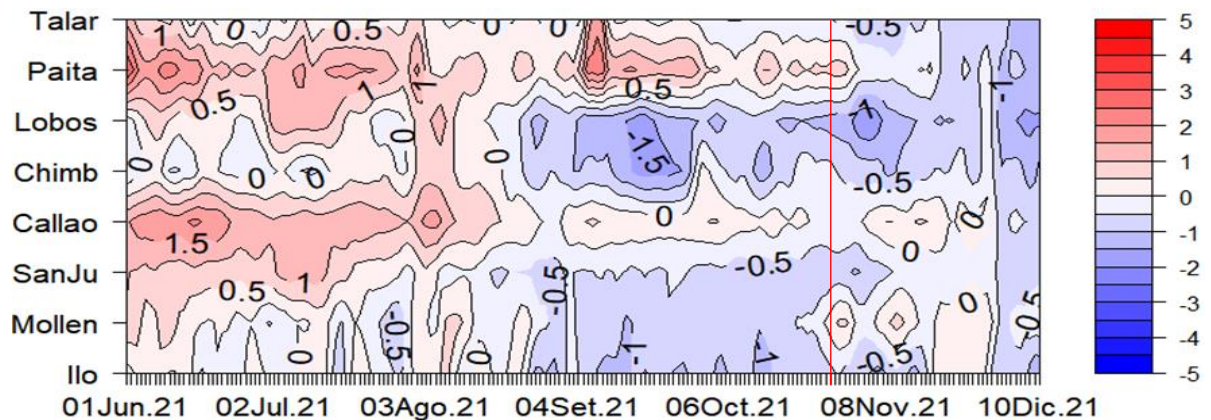 Talar
Paita
Lobos
Chimb
Callao
SanJu
Mollen
Ilo
01Jun.21 02Jul.21 03Ago.21 04Set.21 06Oct.21 08Nov.21 10Dic.21
1 0 0.5 0 0 -0.5
1 1 -1
0.5 0.5 -1
0 0 -1.5
0 0 0 -0.5
0 0
1.5 0
0.5 1 -0.5 -0.5
-0.5 0 -0.5
0 0 -1 -1 -0.5
5
4
3
2
1
0
-1
-2
-3
-4
-5